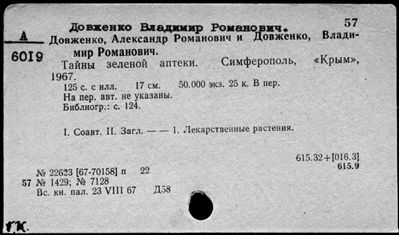 Довженко Владимир Романович.
57
А
6019
Довженко, Александр Романович и Довженко, Влади-
мир Романович.
Тайны зеленой аптеки. Симферополь, «Крым»,
1967.
125 с. с илл. 17 см. 50.000 экз. 25 к. В пер.
На пер. авт. не указаны.
Библиогр.: с. 124.
I. Соавт. II. Загл. — — 1. Лекарственные растения.
615.32+[016.3]
615.9
№ 22623 [67-70158] п 22
57 № 1429; № 7128
Вс. кн. пал. 23 VIII 67 Д58
гк.